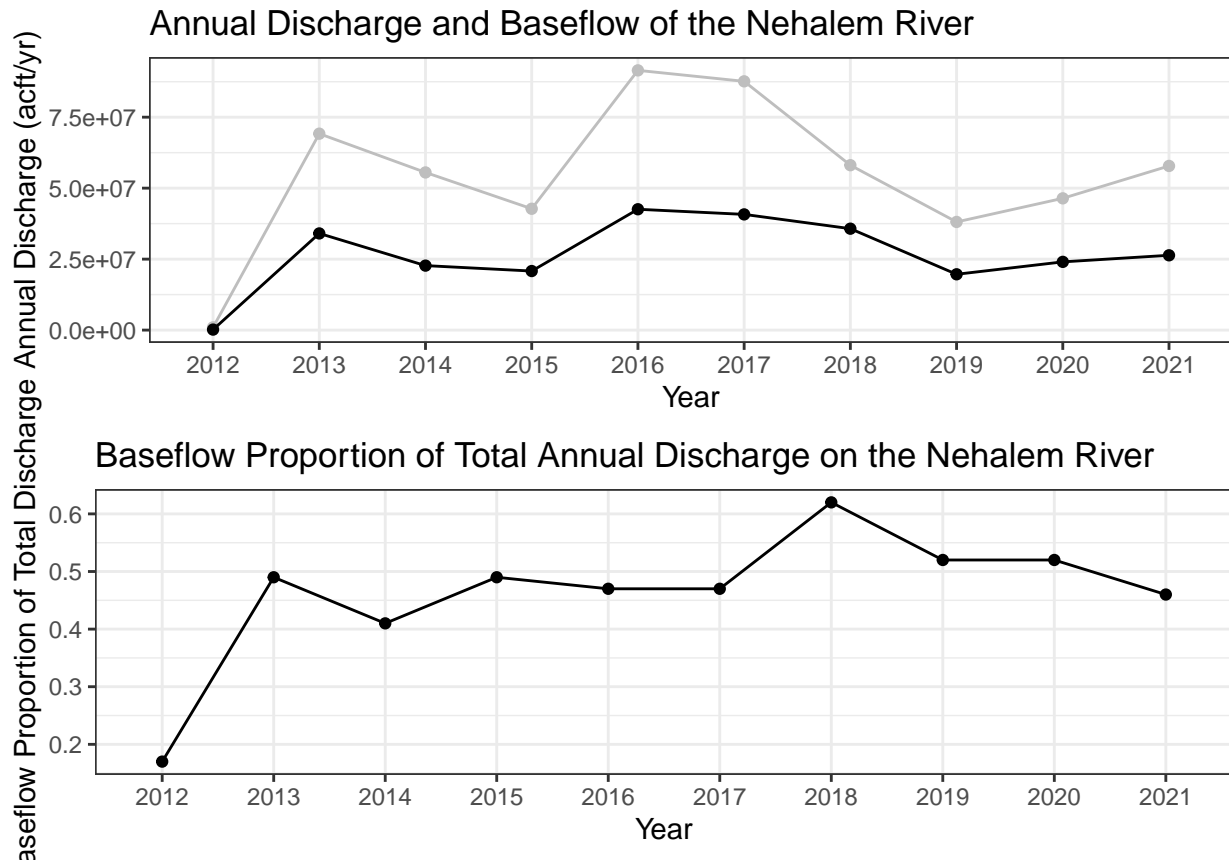 Annual Discharge and Baseflow of the Nehalem River
Annual Discharge (acft/yr)
7.5e+07
5.0e+07
2.5e+07
0.0e+00
2012 2013 2014 2015 2016 2017 2018 2019 2020 2021
Year
Baseflow Proportion of Total Annual Discharge on the Nehalem River
aseflow Proportion of Total Discharge
0.6
0.5
0.4
0.3
0.2
2012 2013 2014 2015 2016 2017 2018 2019 2020 2021
Year